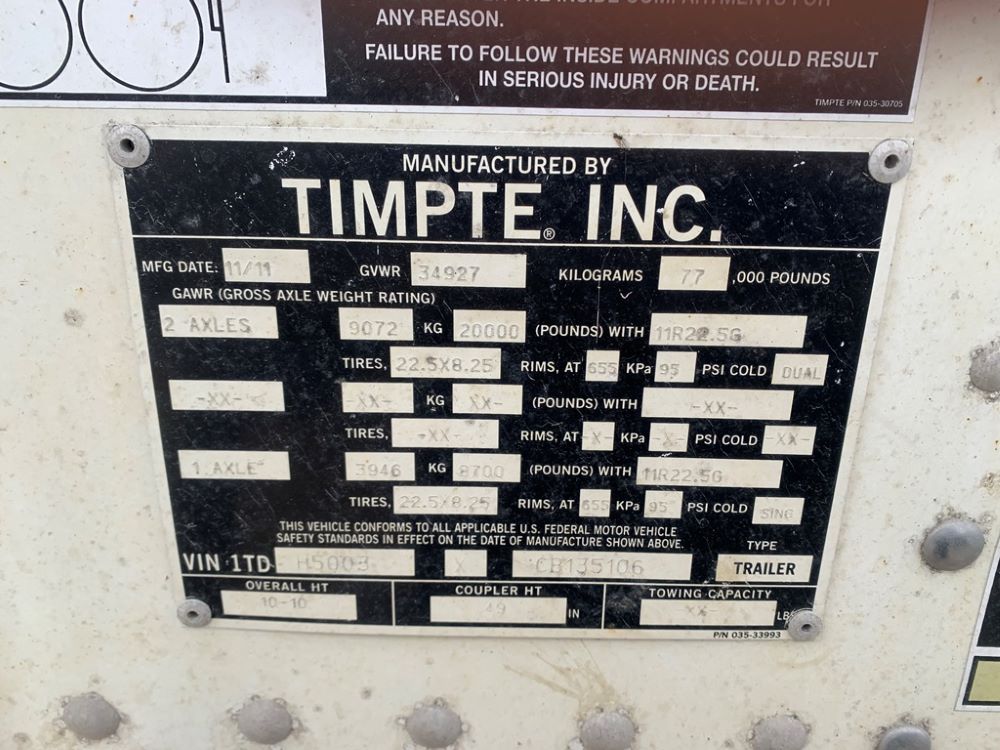 ANY REASON.
FAILURE TO FOLLOW THESE WARNINGS COULD RESULT
IN SERIOUS INJURY OR DEATH.
TIMPTE P/N 035-30705
MANUFACTURED BY
TIMPTE® INC.
MFG DATE: 11/11 GVWR 34927 KILOGRAMS 77 ,000 POUNDS
GAWR (GROSS AXLE WEIGHT RATING)
2 AXLES 9072 KG 20000 (POUNDS) WITH 11R22.5G
TIRES, 22.5X8.25 RIMS, AT 655 KPa 95 PSI COLD DUAL
-XX- -XX- KG -XX- (POUNDS) WITH -XX-
TIRES, -XX- RIMS, AT -X- KPa -X- PSI COLD -XX-
1 AXLE 3946 KG 8700 (POUNDS) WITH 11R22.5G
TIRES, 22.5X8.25 RIMS, AT 655 KPa 95 PSI COLD SING
THIS VEHICLE CONFORMS TO ALL APPLICABLE U.S. FEDERAL MOTOR VEHICLE
SAFETY STANDARDS IN EFFECT ON THE DATE OF MANUFACTURE SHOWN ABOVE.
TYPE
VIN 1TD H5003 X CB135106 TRAILER
OVERALL HT COUPLER HT TOWING CAPACITY
10-10 49 IN XX LBS
P/N 035-33993